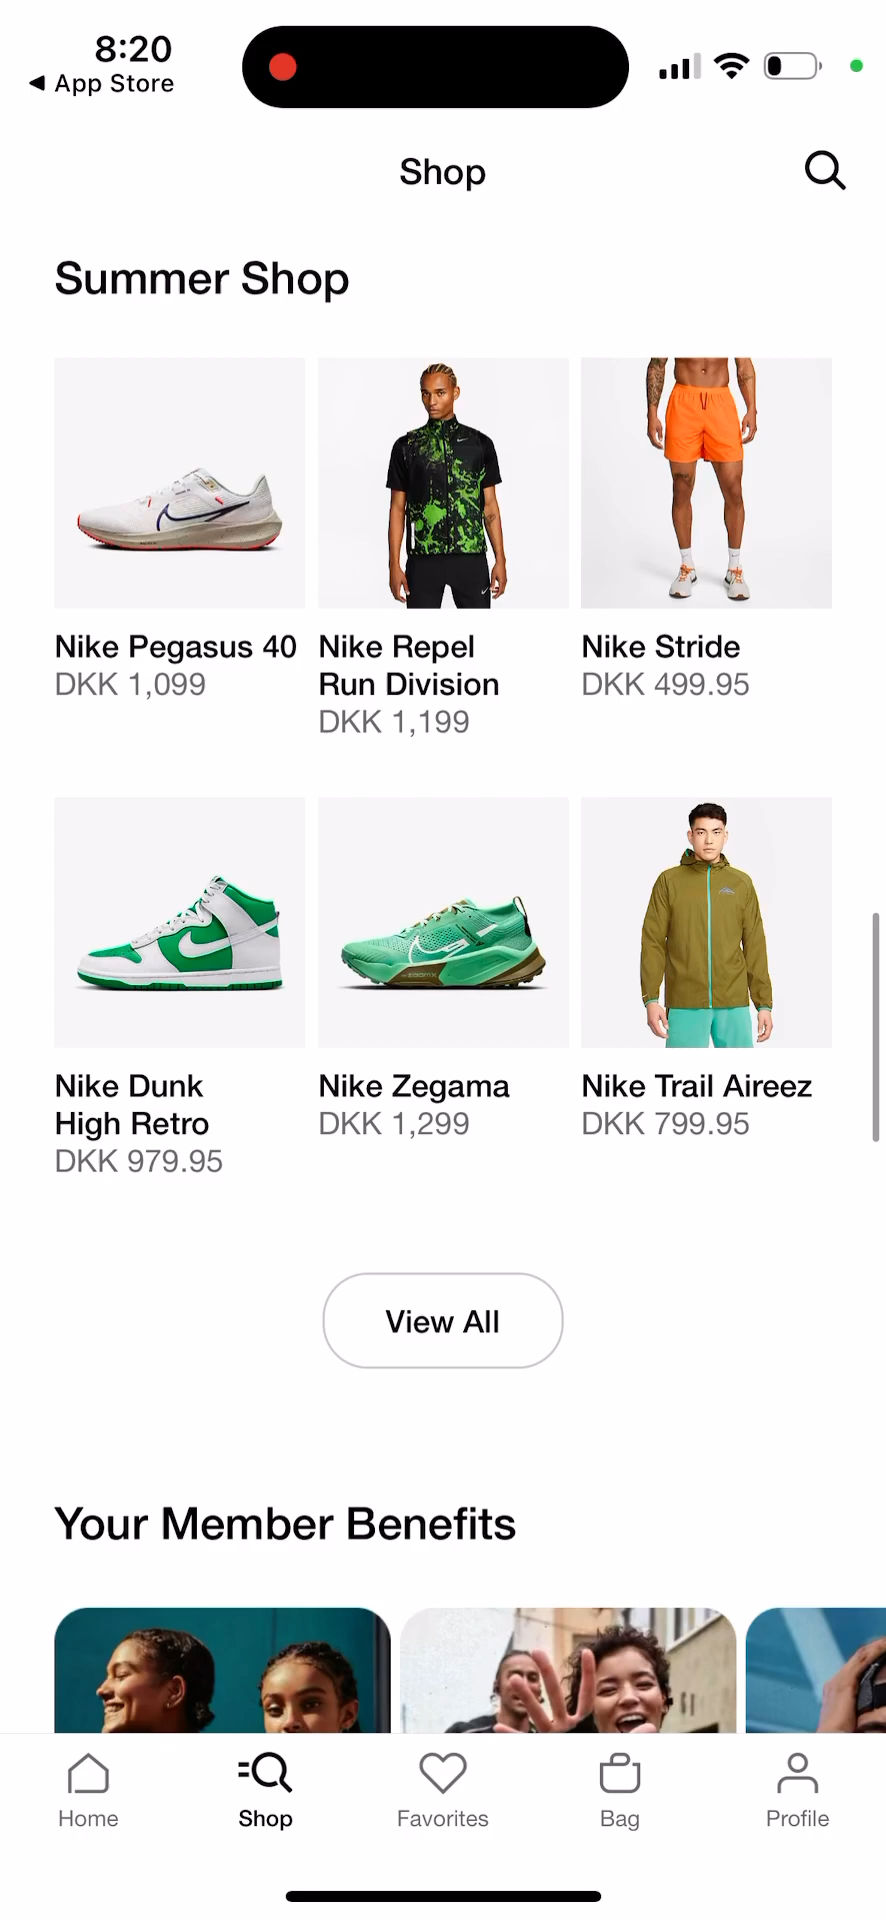 8:20
App Store
Shop
Summer Shop
Nike Pegasus 40
DKK 1,099
Nike Repel
Run Division
DKK 1,199
Nike Stride
DKK 499.95
Nike Dunk
High Retro
DKK 979.95
Nike Zegama
DKK 1,299
Nike Trail Aireez
DKK 799.95
View All
Your Member Benefits
Home
Shop
Favorites
Bag
Profile